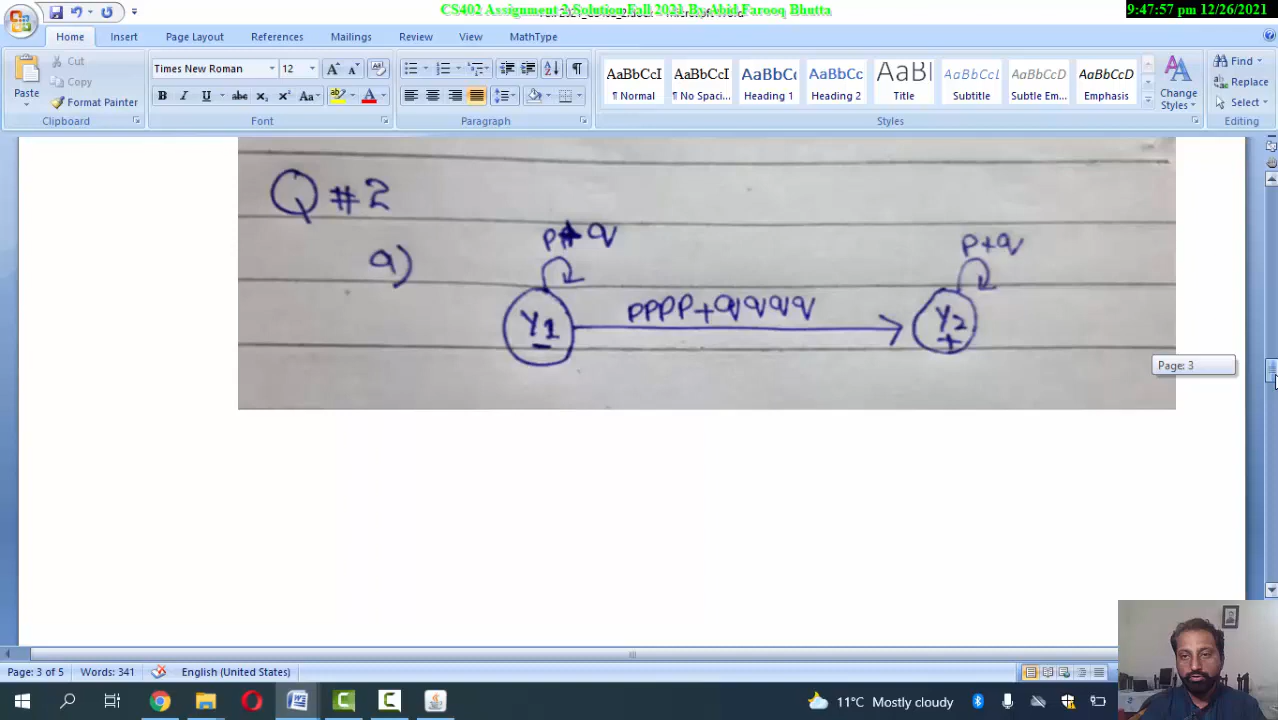 CS402 Assignment 2 Solution Fall 2021 By Abid Farooq Bhutta
9:47:57 pm 12/26/2021
Home Insert Page Layout References Mailings Review View MathType
Paste
Cut
Copy
Format Painter
Clipboard
Times New Roman 12
Font
Paragraph
AaBbCcI AaBbCcI AaBbCc AaBbCc AaBl AaBbCcI AaBbCcD AaBbCcD
¶ Normal ¶ No Spaci... Heading 1 Heading 2 Title Subtitle Subtle Em... Emphasis
Change Styles
Styles
Find
Replace
Select
Editing
Q #2
a)
p+q
p+q
Y1
-
pppp+qqqq
Y2
+
Page: 3
Page: 3 of 5 Words: 341 English (United States)
11°C Mostly cloudy